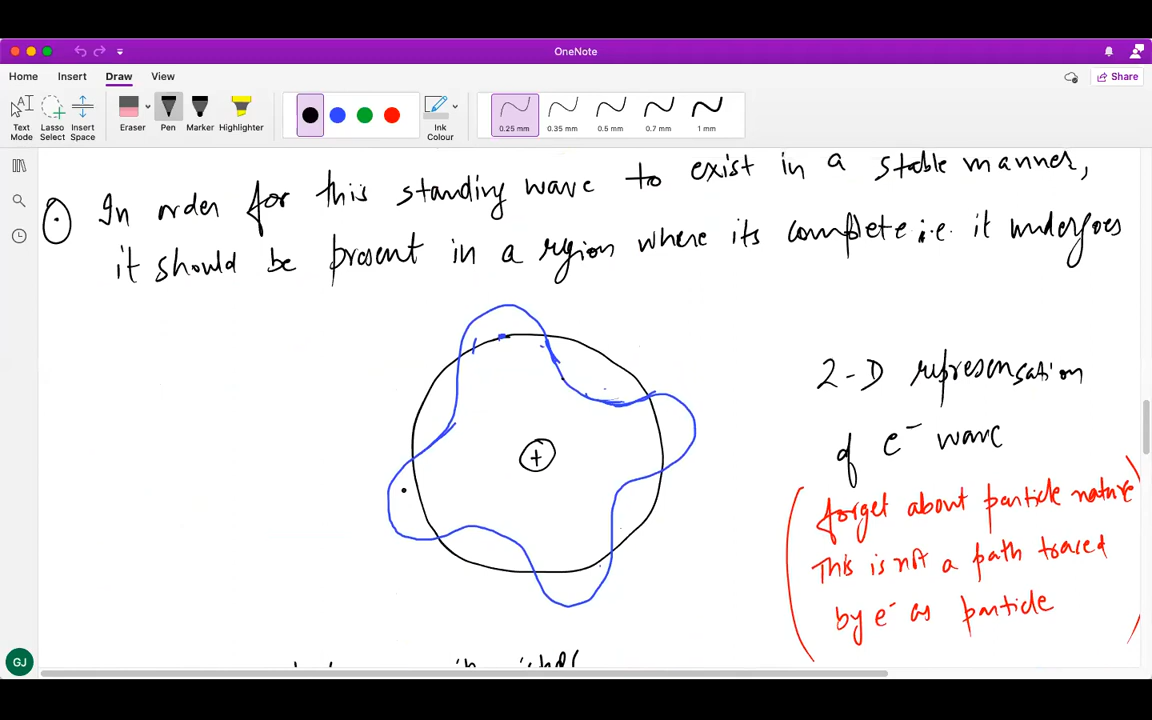 OneNote
Home Insert Draw View
Share
Text Mode
Lasso Select
Insert Space
Eraser
Pen
Marker
Highlighter
Ink Colour
0.25 mm
0.35 mm
0.5 mm
0.7 mm
1 mm
In order for this standing wave to exist in a stable manner,
it should be present in a region where its complete i.e. it undergoes
+
2-D represensation
of e⁻ wave
(forget about particle nature
This is not a path traced
by e⁻ as particle
)
GJ